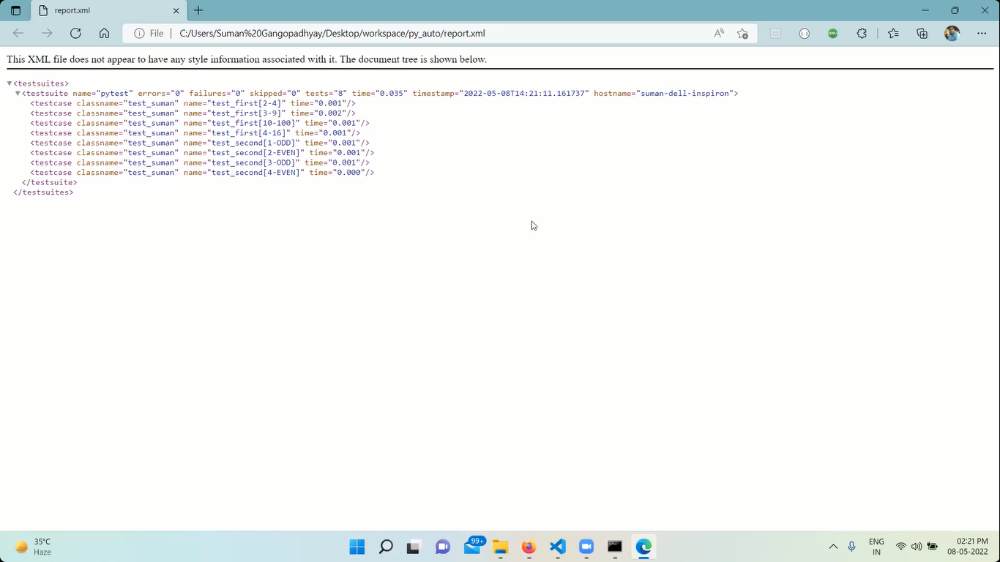 report.xml
File
C:/Users/Suman%20Gangopadhyay/Desktop/workspace/py_auto/report.xml
This XML file does not appear to have any style information associated with it. The document tree is shown below.
<testsuites>
<testsuite name="pytest" errors="0" failures="0" skipped="0" tests="8" time="0.035" timestamp="2022-05-08T14:21:11.161737" hostname="suman-dell-inspiron">
<testcase classname="test_suman" name="test_first[2-4]" time="0.001"/>
<testcase classname="test_suman" name="test_first[3-9]" time="0.002"/>
<testcase classname="test_suman" name="test_first[10-100]" time="0.001"/>
<testcase classname="test_suman" name="test_first[4-16]" time="0.001"/>
<testcase classname="test_suman" name="test_second[1-ODD]" time="0.001"/>
<testcase classname="test_suman" name="test_second[2-EVEN]" time="0.001"/>
<testcase classname="test_suman" name="test_second[3-ODD]" time="0.001"/>
<testcase classname="test_suman" name="test_second[4-EVEN]" time="0.000"/>
</testsuite>
</testsuites>
35°C
Haze
99+
ENG
IN
02:21 PM
08-05-2022